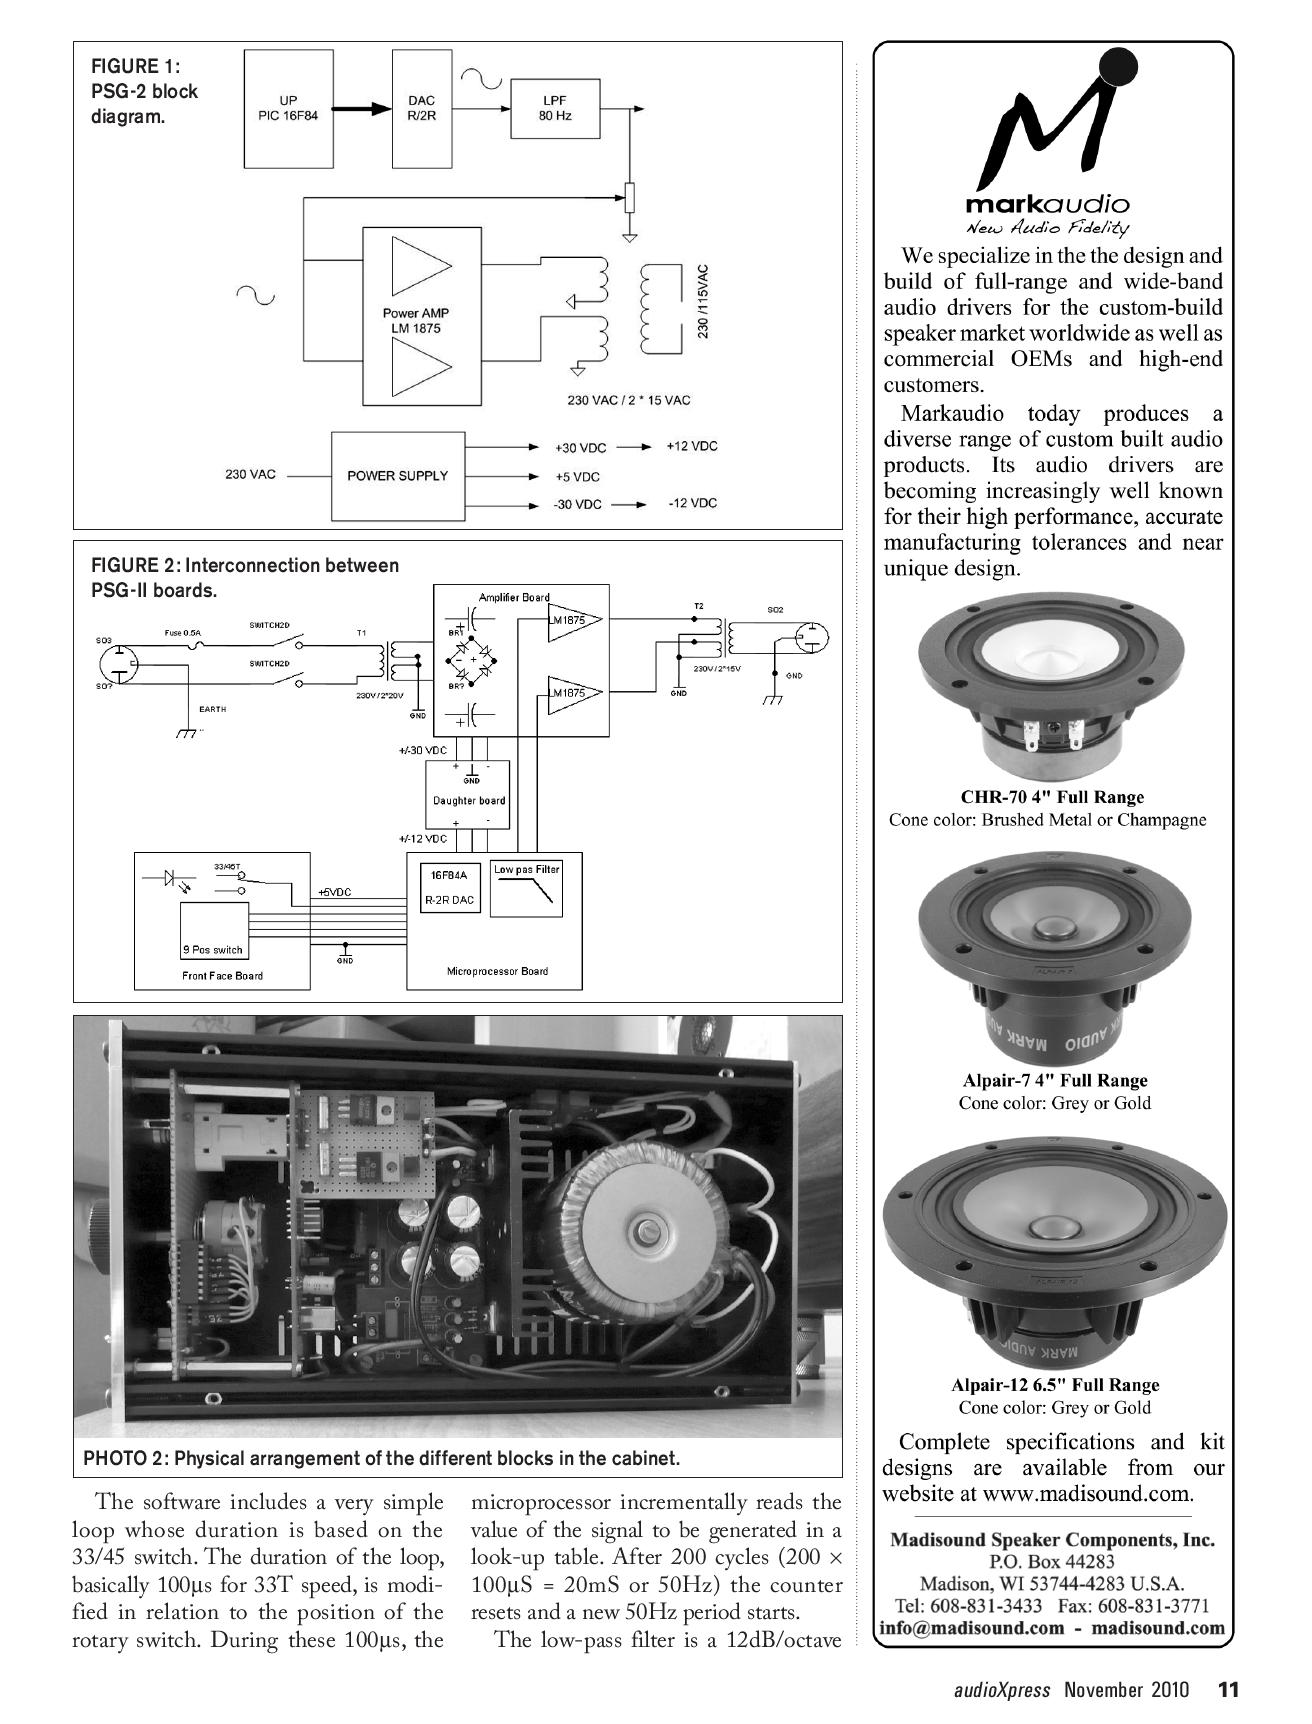 FIGURE 1:
PSG-2 block
diagram.
UP
PIC 16F84
DAC
R/2R
LPF
80 Hz
Power AMP
LM 1875
230 /115VAC
230 VAC / 2 * 15 VAC
230 VAC
POWER SUPPLY
+30 VDC
+12 VDC
+5 VDC
-30 VDC
-12 VDC
FIGURE 2: Interconnection between
PSG-II boards.
SO3
SO?
Fuse 0.5A
SWITCH2D
SWITCH2D
EARTH
T1
230V/2*20V
GND
Amplifier Board
BR1
BR?
LM1875
LM1875
T2
230V/2*15V
GND
SO2
GND
+/-30 VDC
+ -
GND
Daughter board
+ -
+/-12 VDC
33/45T
+5VDC
9 Pos switch
Front Face Board
GND
16F84A
R-2R DAC
Low pas Filter
Microprocessor Board
PHOTO 2: Physical arrangement of the different blocks in the cabinet.
The software includes a very simple
loop whose duration is based on the
33/45 switch. The duration of the loop,
basically 100μs for 33T speed, is modi-
fied in relation to the position of the
rotary switch. During these 100μs, the
microprocessor incrementally reads the
value of the signal to be generated in a
look-up table. After 200 cycles (200 ×
100μS = 20mS or 50Hz) the counter
resets and a new 50Hz period starts.
The low-pass filter is a 12dB/octave
markaudio
New Audio Fidelity
We specialize in the the design and
build of full-range and wide-band
audio drivers for the custom-build
speaker market worldwide as well as
commercial OEMs and high-end
customers.
Markaudio today produces a
diverse range of custom built audio
products. Its audio drivers are
becoming increasingly well known
for their high performance, accurate
manufacturing tolerances and near
unique design.
CHR-70 4" Full Range
Cone color: Brushed Metal or Champagne
MARK AUDIO
Alpair-7 4" Full Range
Cone color: Grey or Gold
MARK AUDIO
Alpair-12 6.5" Full Range
Cone color: Grey or Gold
Complete specifications and kit
designs are available from our
website at www.madisound.com.
Madisound Speaker Components, Inc.
P.O. Box 44283
Madison, WI 53744-4283 U.S.A.
Tel: 608-831-3433 Fax: 608-831-3771
info@madisound.com - madisound.com
audioXpress November 2010 11